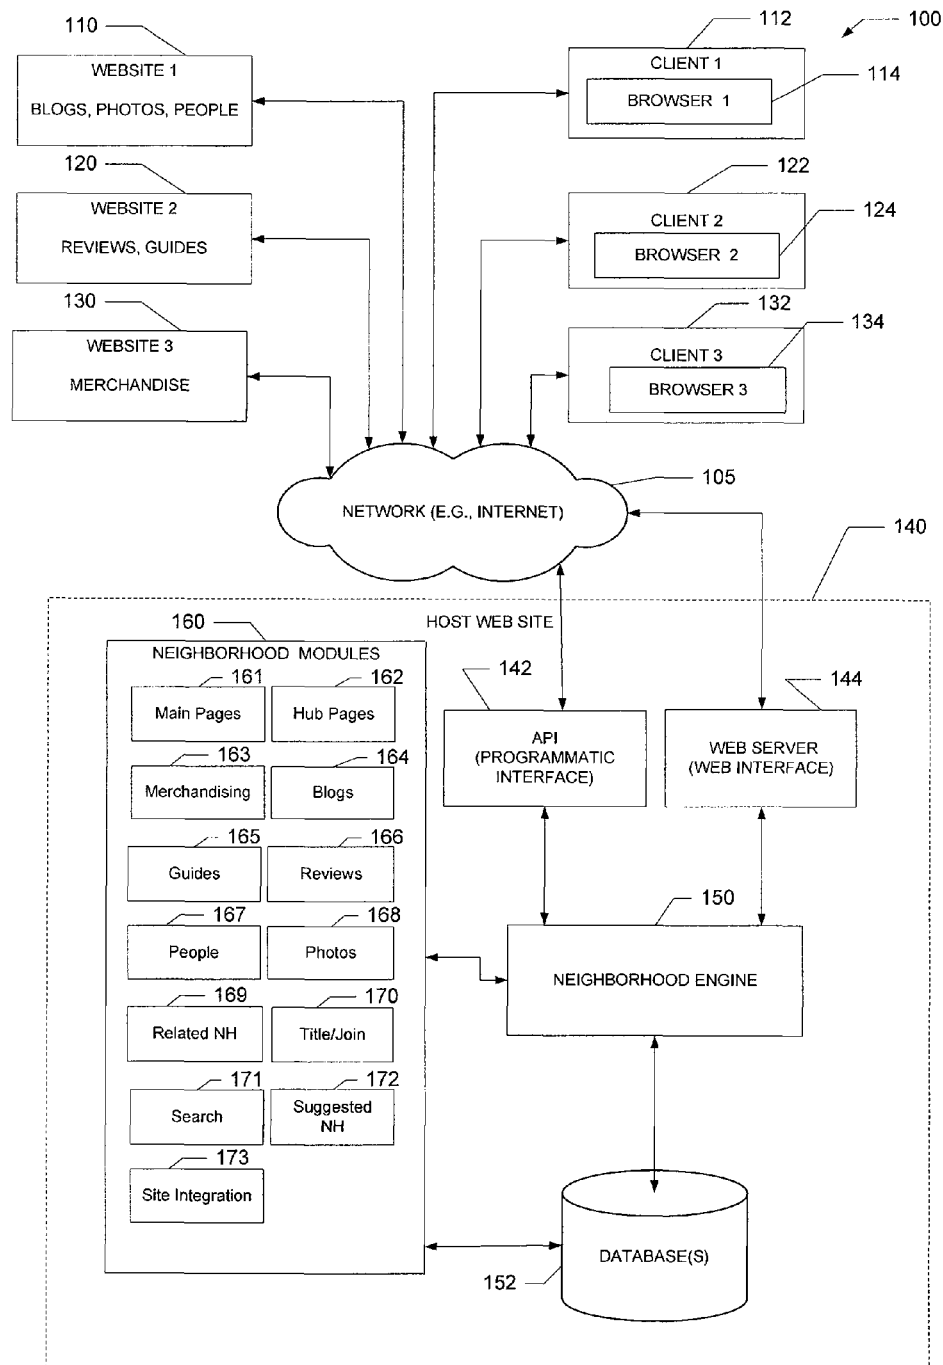 100
110
WEBSITE 1
BLOGS, PHOTOS, PEOPLE
112
CLIENT 1
114
BROWSER 1
120
WEBSITE 2
REVIEWS, GUIDES
122
CLIENT 2
124
BROWSER 2
130
WEBSITE 3
MERCHANDISE
132
CLIENT 3
134
BROWSER 3
105
NETWORK (E.G., INTERNET)
140
HOST WEB SITE
160
NEIGHBORHOOD MODULES
161
Main Pages
162
Hub Pages
163
Merchandising
164
Blogs
165
Guides
166
Reviews
167
People
168
Photos
169
Related NH
170
Title/Join
171
Search
172
Suggested
NH
173
Site Integration
142
API
(PROGRAMMATIC
INTERFACE)
144
WEB SERVER
(WEB INTERFACE)
150
NEIGHBORHOOD ENGINE
DATABASE(S)
152